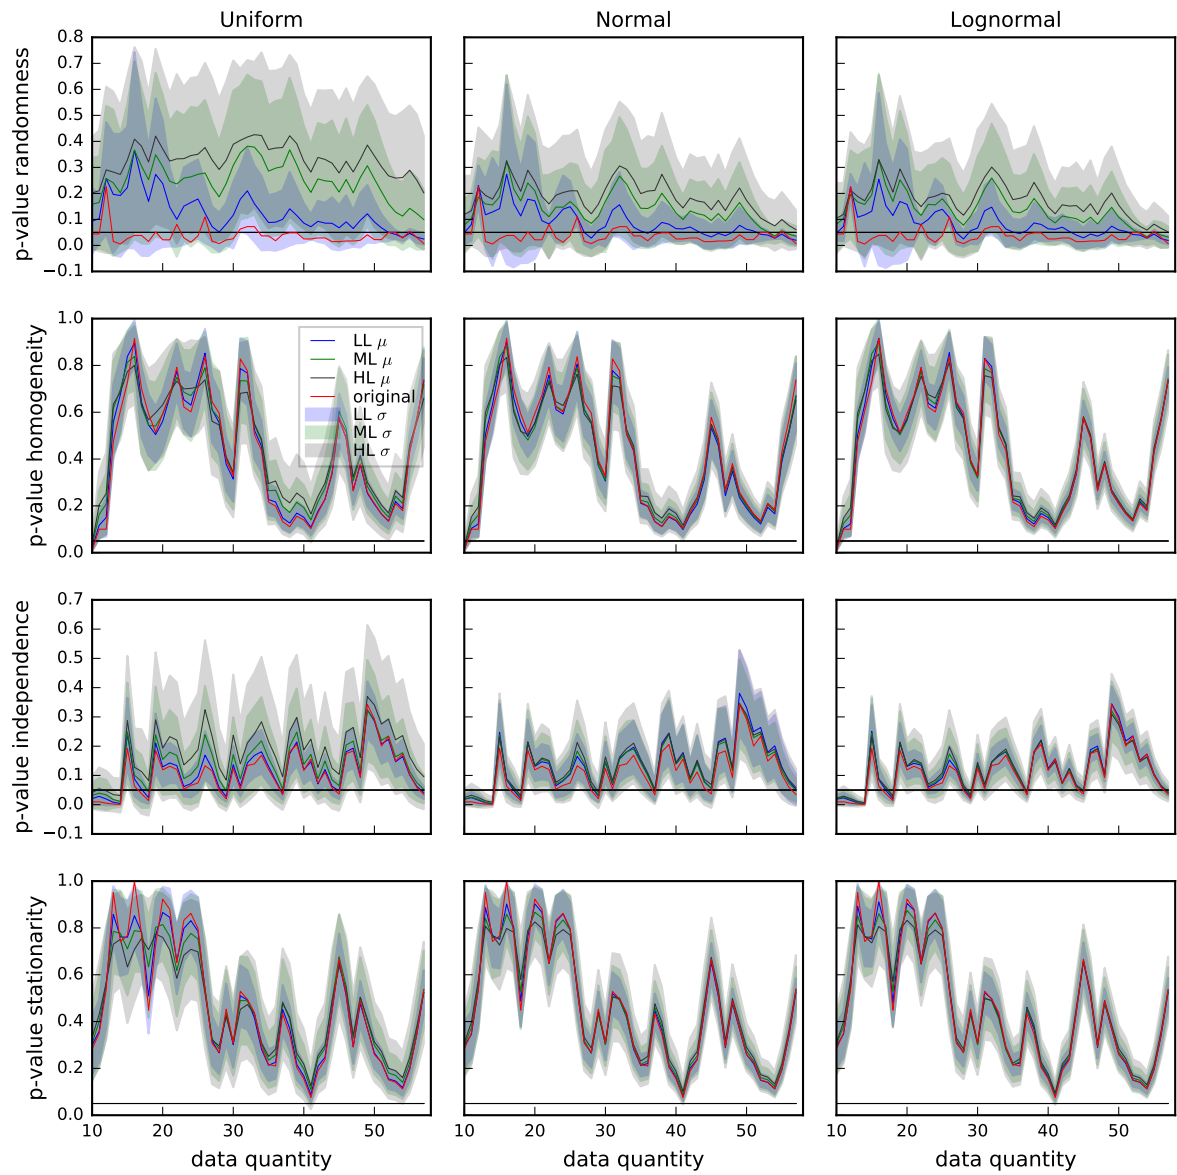 Uniform Normal Lognormal
p-value randomness
0.8
0.7
0.6
0.5
0.4
0.3
0.2
0.1
0.0
−0.1
p-value homogeneity
1.0
0.8
0.6
0.4
0.2
0.0
LL μ
ML μ
HL μ
original
LL σ
ML σ
HL σ
p-value independence
0.7
0.6
0.5
0.4
0.3
0.2
0.1
0.0
−0.1
p-value stationarity
1.0
0.8
0.6
0.4
0.2
0.0
10 20 30 40 50 10 20 30 40 50 10 20 30 40 50
data quantity data quantity data quantity